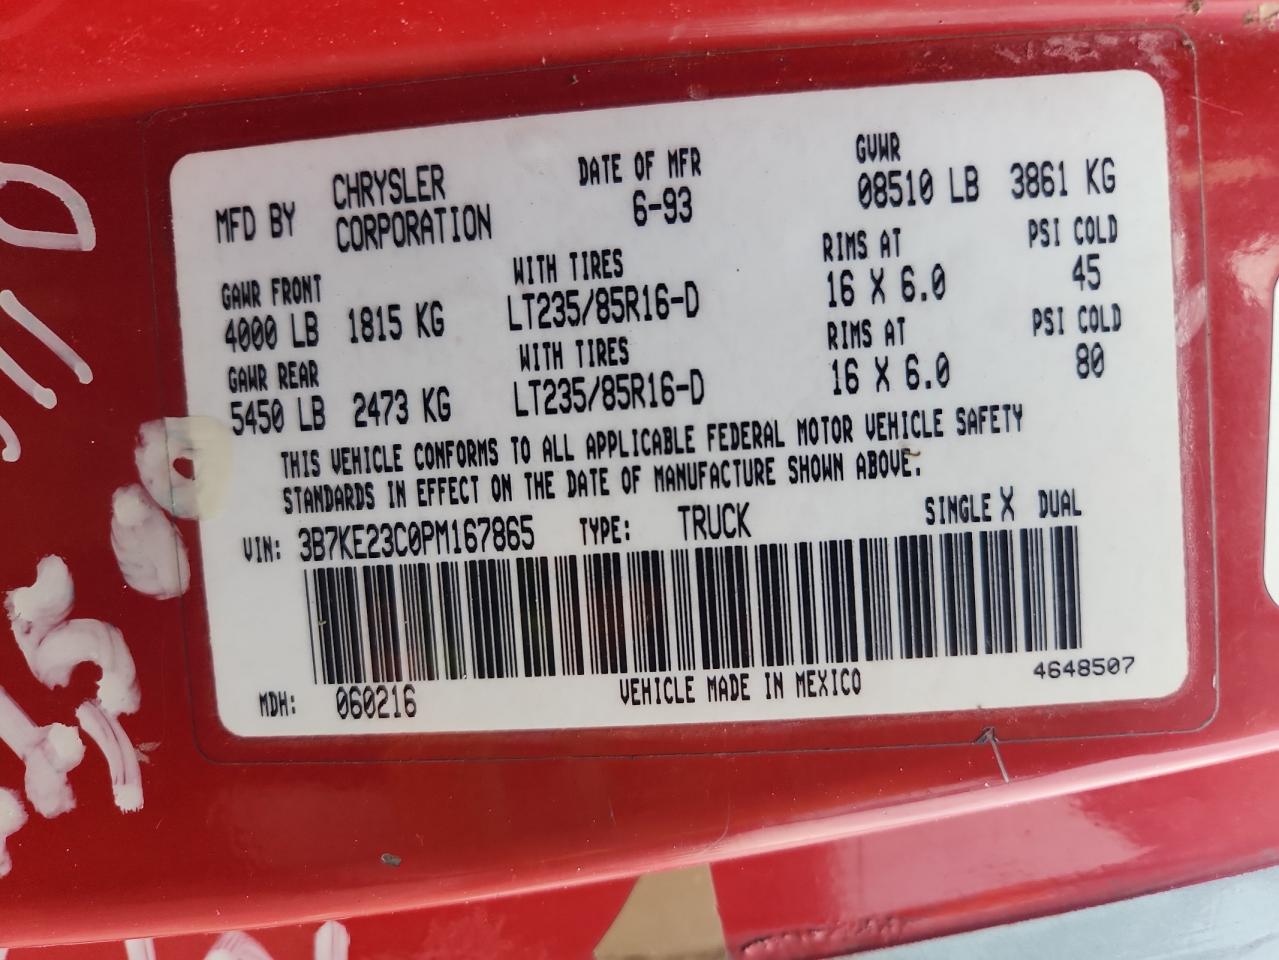 MFD BY CHRYSLER CORPORATION DATE OF MFR 6-93 GVWR 08510 LB 3861 KG
GAWR FRONT WITH TIRES RIMS AT PSI COLD
4000 LB 1815 KG LT235/85R16-D 16 X 6.0 45
GAWR REAR WITH TIRES RIMS AT PSI COLD
5450 LB 2473 KG LT235/85R16-D 16 X 6.0 80
THIS VEHICLE CONFORMS TO ALL APPLICABLE FEDERAL MOTOR VEHICLE SAFETY
STANDARDS IN EFFECT ON THE DATE OF MANUFACTURE SHOWN ABOVE.
VIN: 3B7KE23C0PM167865 TYPE: TRUCK SINGLE X DUAL
MDH: 060216 VEHICLE MADE IN MEXICO 4648507